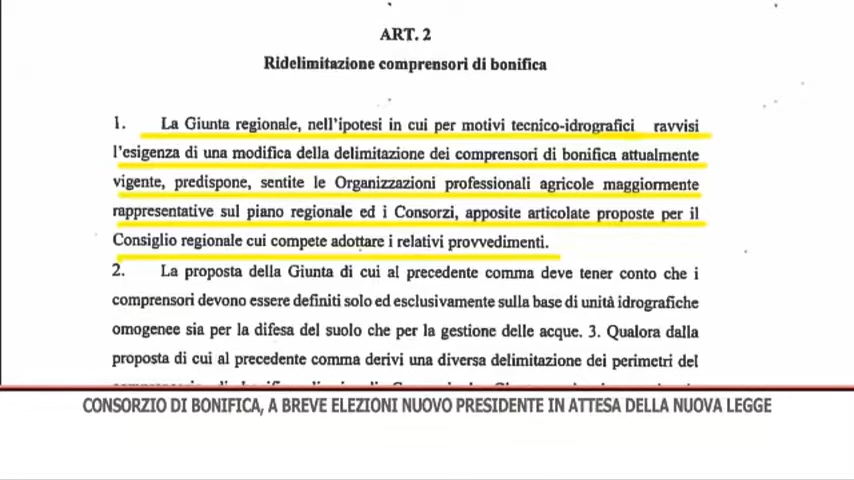 ART. 2
Ridelimitazione comprensori di bonifica
1. La Giunta regionale, nell'ipotesi in cui per motivi tecnico-idrografici ravvisi
l'esigenza di una modifica della delimitazione dei comprensori di bonifica attualmente
vigente, predispone, sentite le Organizzazioni professionali agricole maggiormente
rappresentative sul piano regionale ed i Consorzi, apposite articolate proposte per il
Consiglio regionale cui compete adottare i relativi provvedimenti.
2. La proposta della Giunta di cui al precedente comma deve tener conto che i
comprensori devono essere definiti solo ed esclusivamente sulla base di unità idrografiche
omogenee sia per la difesa del suolo che per la gestione delle acque. 3. Qualora dalla
proposta di cui al precedente comma derivi una diversa delimitazione dei perimetri del
CONSORZIO DI BONIFICA, A BREVE ELEZIONI NUOVO PRESIDENTE IN ATTESA DELLA NUOVA LEGGE